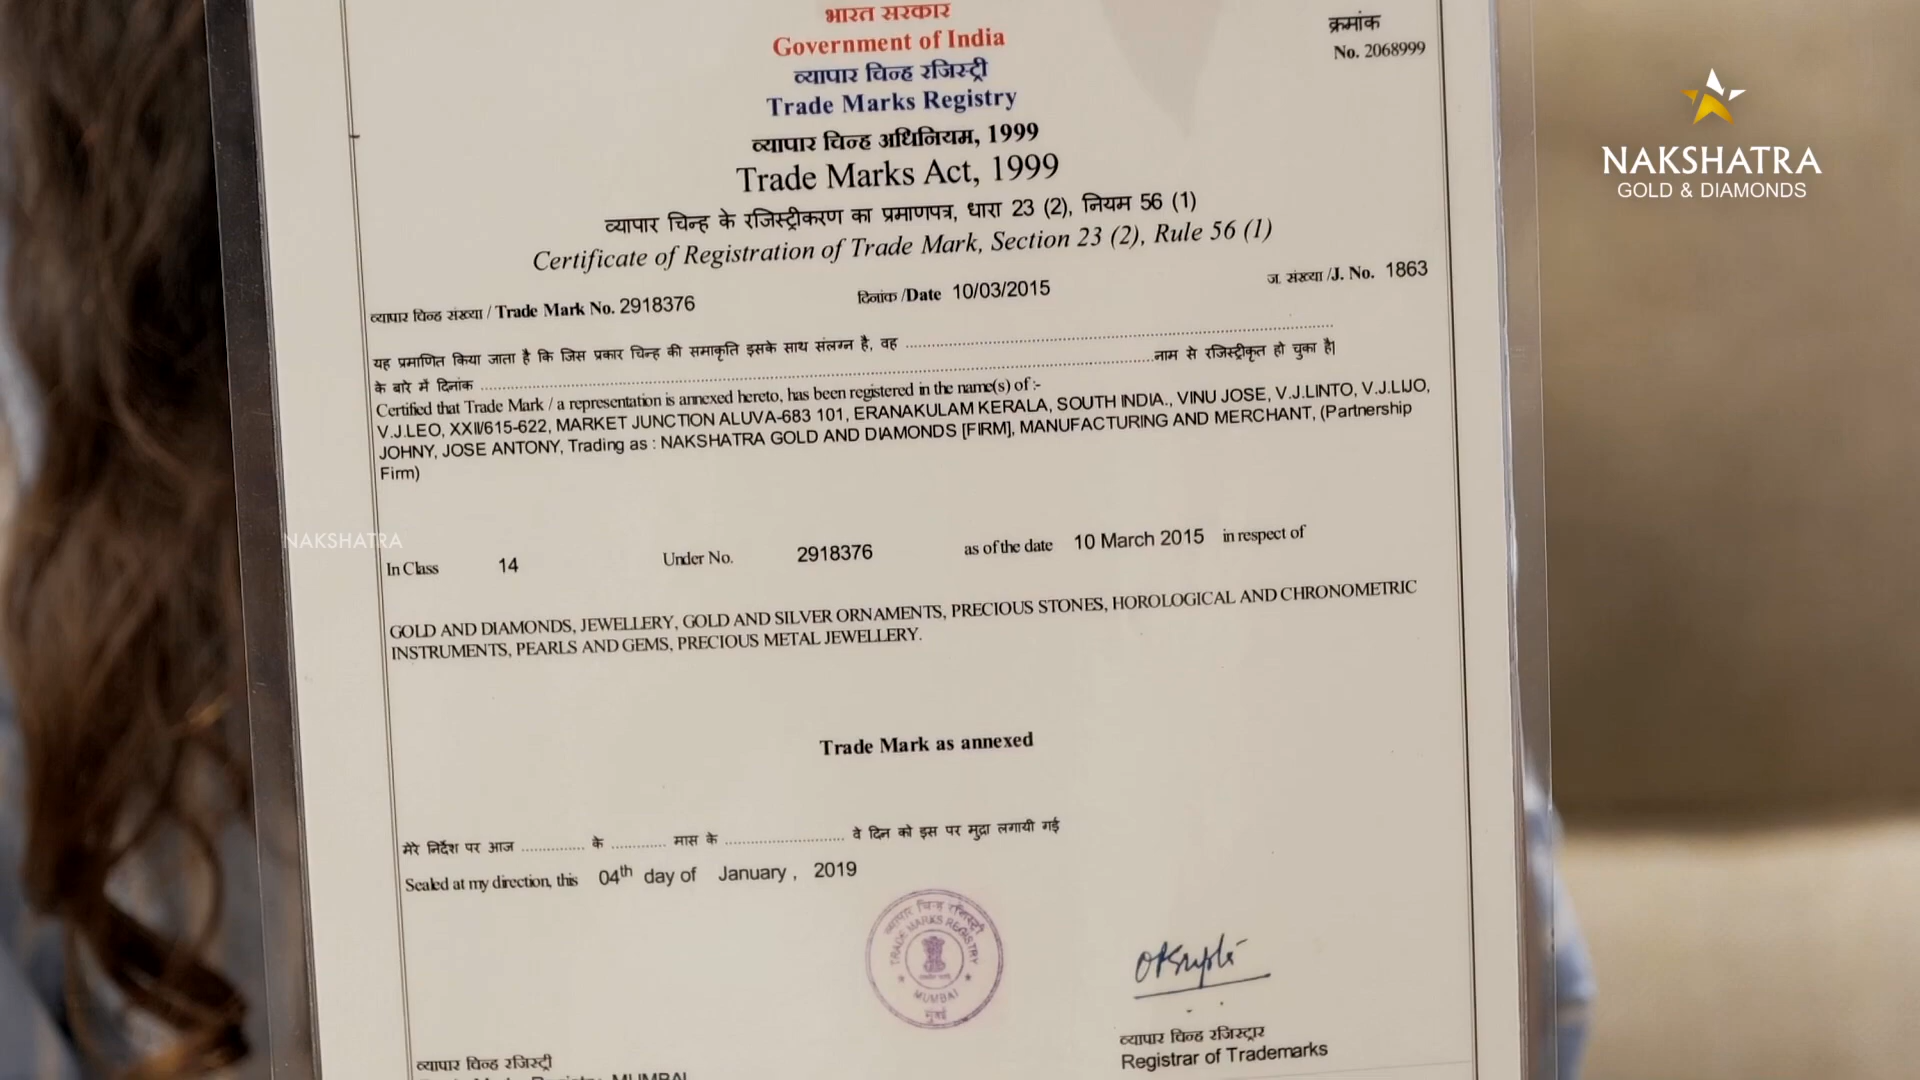 भारत सरकार
Government of India
व्यापार चिन्ह रजिस्ट्री
Trade Marks Registry
व्यापार चिन्ह अधिनियम, 1999
Trade Marks Act, 1999
क्रमांक
No. 2068999
NAKSHATRA
GOLD & DIAMONDS
व्यापार चिन्ह के रजिस्ट्रीकरण का प्रमाणपत्र, धारा 23 (2), नियम 56 (1)
Certificate of Registration of Trade Mark, Section 23 (2), Rule 56 (1)
व्यापार चिन्ह संख्या / Trade Mark No. 2918376 दिनांक /Date 10/03/2015 ज. संख्या /J. No. 1863
यह प्रमाणित किया जाता है कि जिस प्रकार चिन्ह की समाकृति इसके साथ संलग्न है, वह
के बारे में दिनांक नाम से रजिस्ट्रीकृत हो चुका है|
Certified that Trade Mark / a representation is annexed hereto, has been registered in the name(s) of :-
V.J.LEO, XXII/615-622, MARKET JUNCTION ALUVA-683 101, ERANAKULAM KERALA, SOUTH INDIA., VINU JOSE, V.J.LINTO, V.J.LIJO,
JOHNY, JOSE ANTONY, Trading as : NAKSHATRA GOLD AND DIAMONDS [FIRM], MANUFACTURING AND MERCHANT, (Partnership
Firm)
NAKSHATRA
In Class 14 Under No. 2918376 as of the date 10 March 2015 in respect of
GOLD AND DIAMONDS, JEWELLERY, GOLD AND SILVER ORNAMENTS, PRECIOUS STONES, HOROLOGICAL AND CHRONOMETRIC
INSTRUMENTS, PEARLS AND GEMS, PRECIOUS METAL JEWELLERY.
Trade Mark as annexed
मेरे निर्देश पर आज .............. के ............ मास के .......................... वे दिन को इस पर मुद्रा लगायी गई
Sealed at my direction, this 04th day of January, 2019
व्यापार चिन्ह रजिस्ट्री
TRADE MARKS REGISTRY
MUMBAI
मुंबई
व्यापार चिन्ह रजिस्ट्रार
Registrar of Trademarks
व्यापार चिन्ह रजिस्ट्री
Trade Marks Registry, MUMBAI